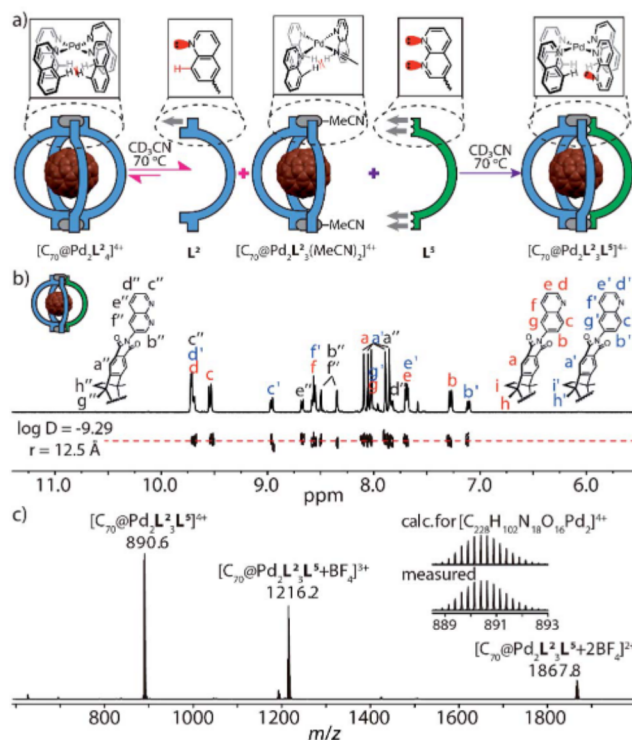 a)
N
H
Pd
N
N
N
Pd
MeCN
CD₃CN
70 °C
+
+
CD₃CN
70 °C
MeCN
[C₇₀@Pd₂L²₄]⁴⁺
L²
[C₇₀@Pd₂L²₃(MeCN)₂]⁴⁺
L⁵
[C₇₀@Pd₂L²₃L⁵]⁴⁺
b)
d" c"
e"
f" b"
a"
h"
g"
c"
d'
d
c
c'
e"
f'
f
b"
f"
a
a'
a"
g'
g
d"
e'
e
b
b'
e d
f
g c
b
a
i
h
e' d'
f'
g' c'
b'
a'
i'
h'
log D = -9.29
r = 12.5 Å
11.0 10.0 9.0 8.0 7.0 6.0
ppm
c)
[C₇₀@Pd₂L²₃L⁵]⁴⁺
890.6
[C₇₀@Pd₂L²₃L⁵+BF₄]³⁺
1216.2
calc.for [C₂₂₈H₁₀₂N₁₈O₁₆Pd₂]⁴⁺
measured
889 891 893
[C₇₀@Pd₂L²₃L⁵+2BF₄]²⁺
1867.8
800 1000 1200 1400 1600 1800
m/z